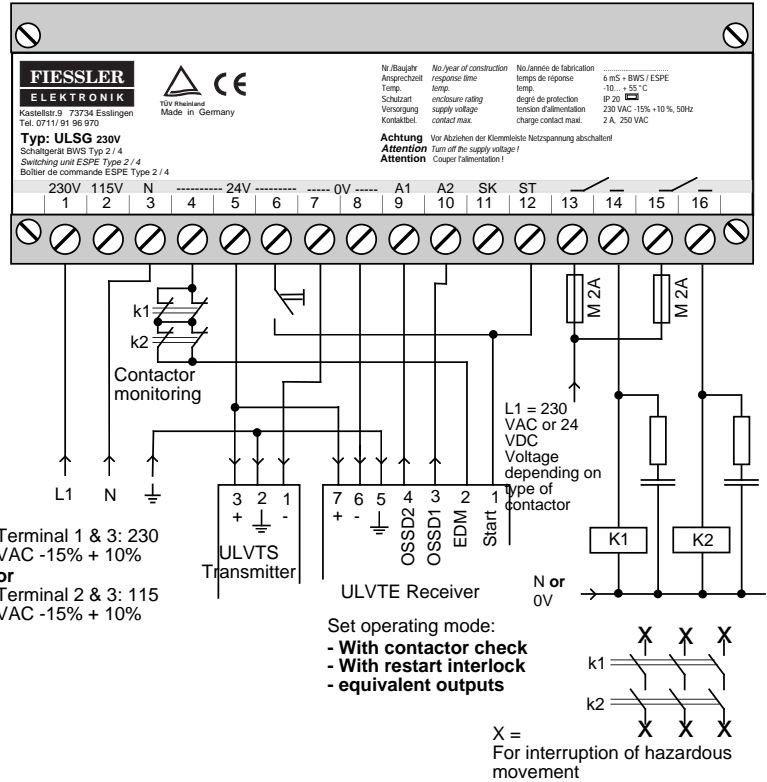 FIESSLER
ELEKTRONIK
Kastellstr.9 73734 Esslingen
Tel. 0711/ 91 96 970
TÜV Rheinland
Made in Germany
Typ: ULSG 230V
Schaltgerät BWS Typ 2 / 4
Switching unit ESPE Type 2 / 4
Boîtier de commande ESPE Type 2 / 4
Nr./Baujahr No./year of construction No./année de fabrication ............................
Ansprechzeit response time temps de réponse 6 mS + BWS / ESPE
Temp. temp. temp. -10... + 55 °C
Schutzart enclosure rating degré de protection IP 20
Versorgung supply voltage tension d'alimentation 230 VAC -15% +10 %, 50Hz
Kontaktbel. contact max. charge contact maxi. 2 A, 250 VAC
Achtung Vor Abziehen der Klemmleiste Netzspannung abschalten!
Attention Turn off the supply voltage !
Attention Couper l'alimentation !
230V 115V N ---------- 24V --------- ----- 0V ----- A1 A2 SK ST
1 2 3 4 5 6 7 8 9 10 11 12 13 14 15 16
k1
k2
Contactor
monitoring
M 2A
M 2A
L1 = 230
VAC or 24
VDC
Voltage
depending on
type of
contactor
L1 N
3 2 1
+ -
ULVTS
Transmitter
7 6 5 4 3 2 1
+ - OSSD2 OSSD1 EDM Start
ULVTE Receiver
Terminal 1 & 3: 230
VAC -15% + 10%
or
Terminal 2 & 3: 115
VAC -15% + 10%
Set operating mode:
- With contactor check
- With restart interlock
- equivalent outputs
K1 K2
N or
0V
X X X
k1
k2
X X X
X =
For interruption of hazardous
movement